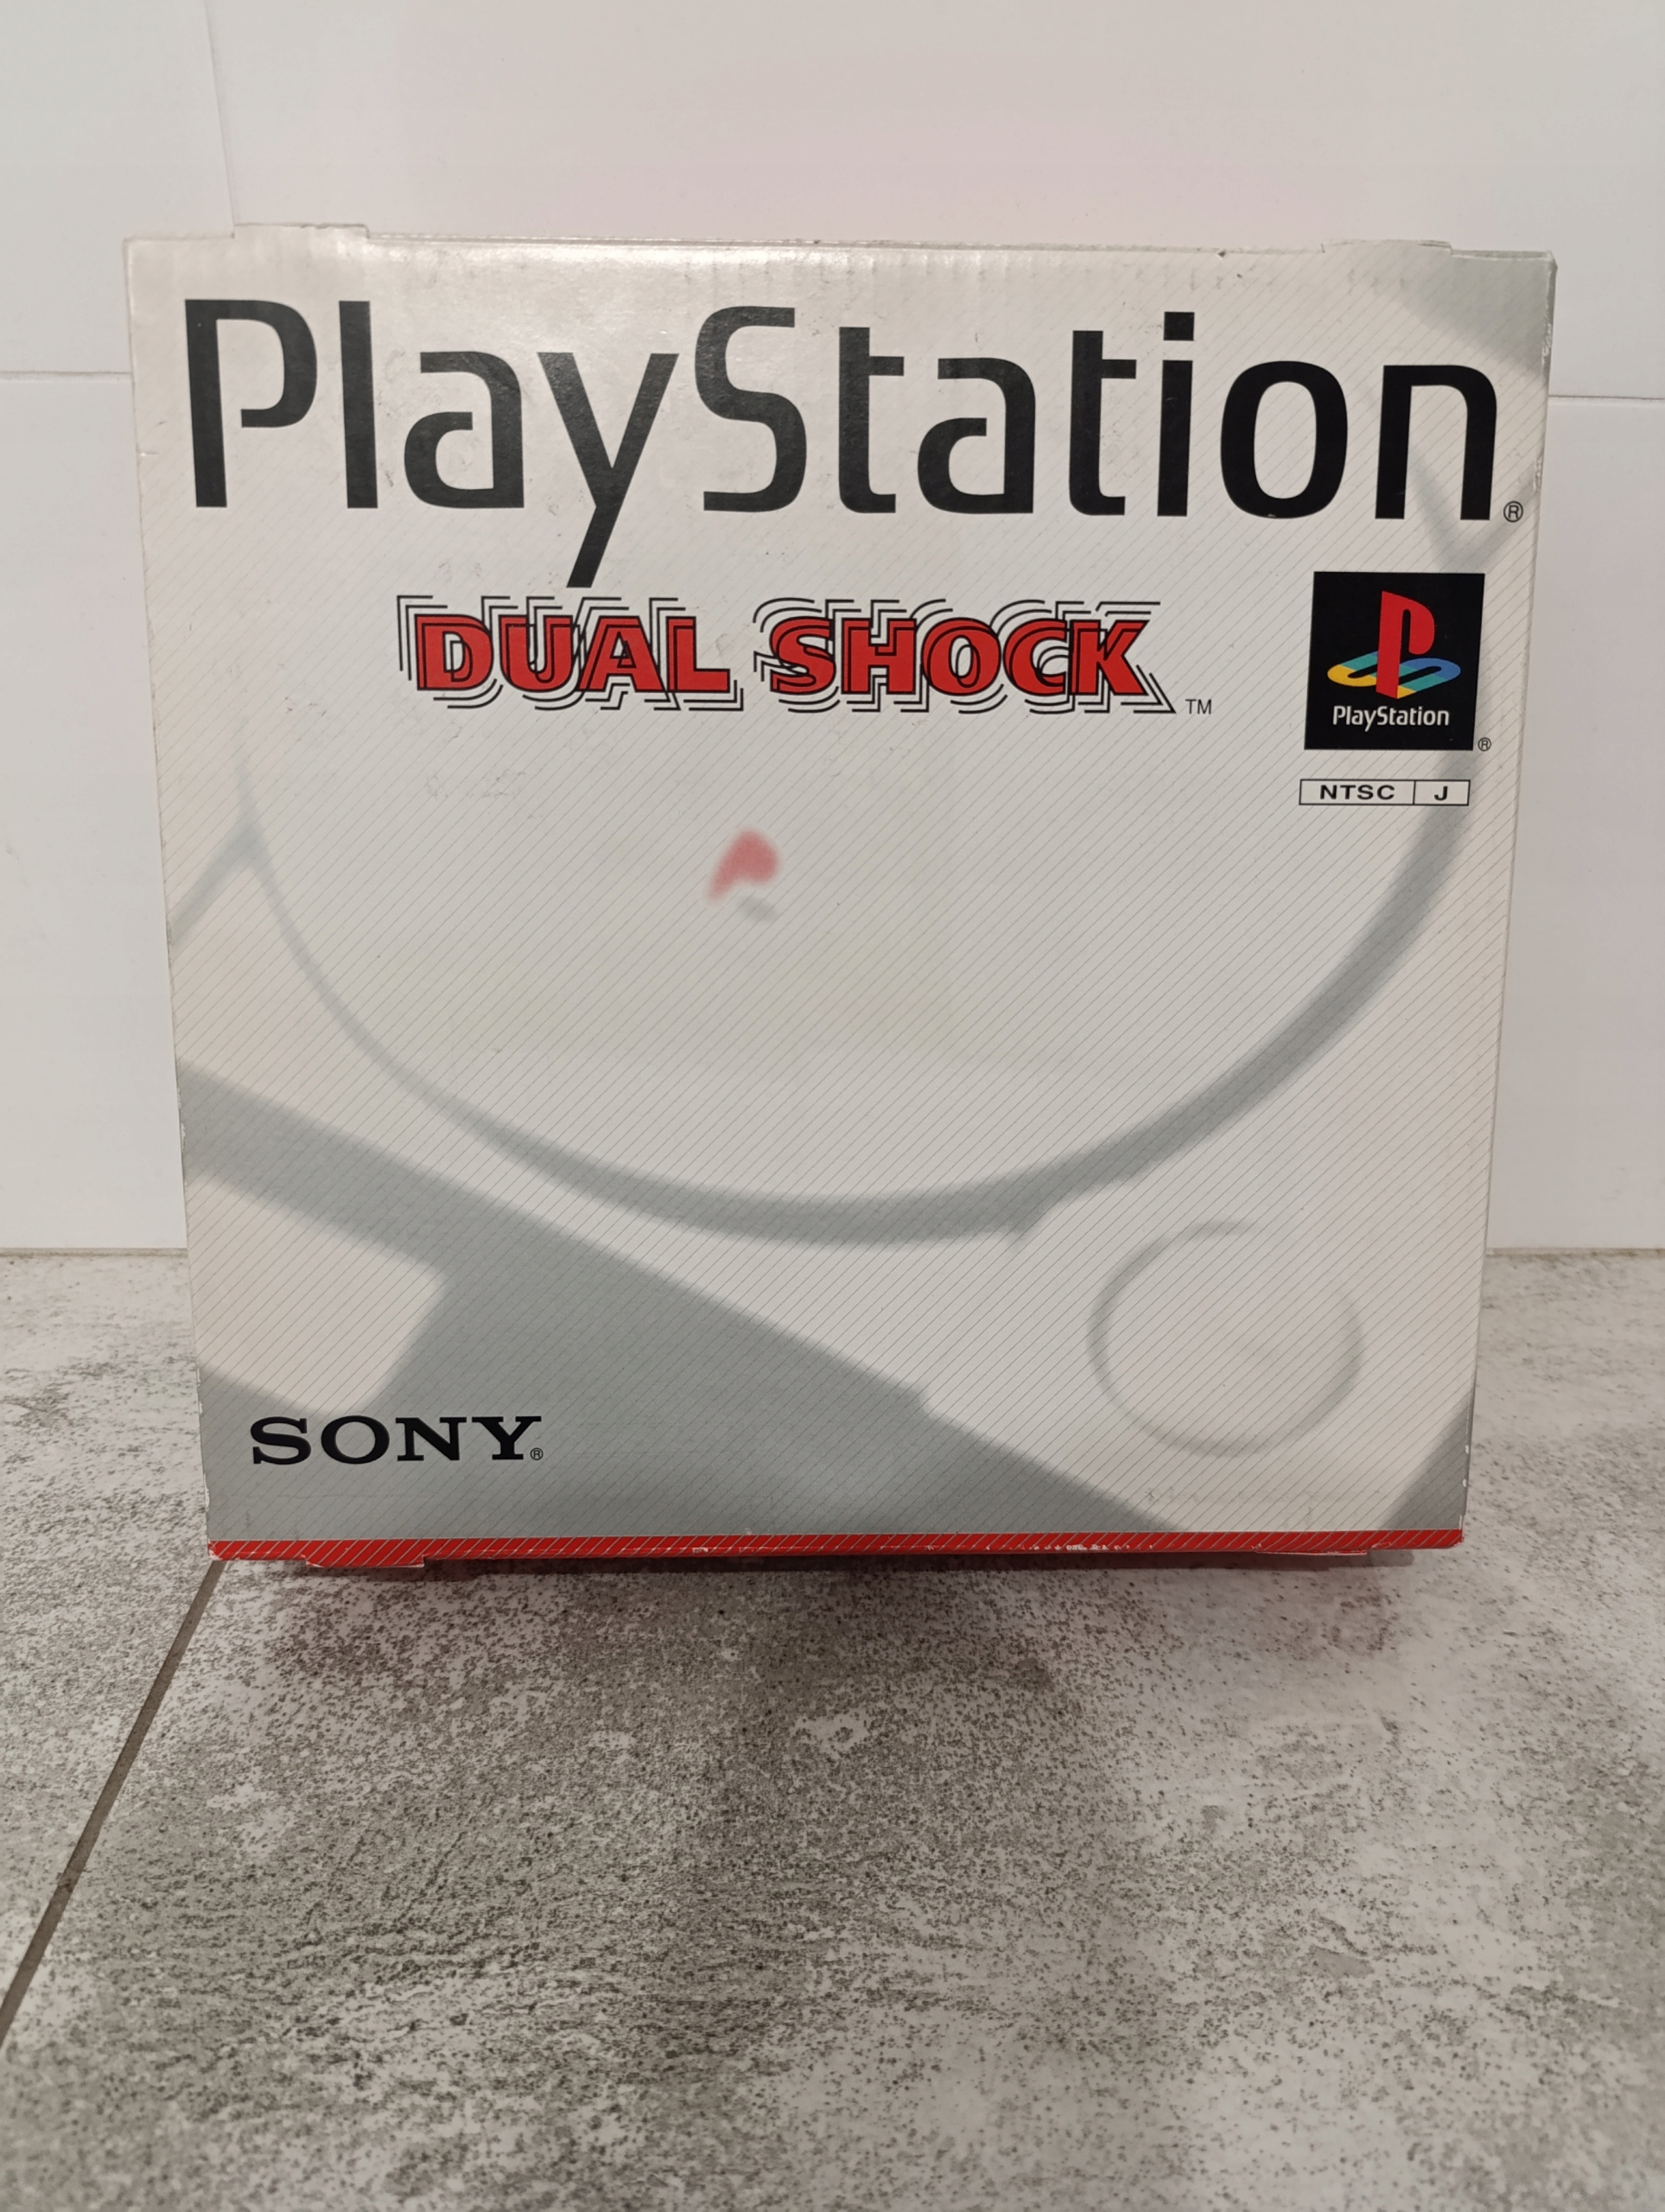 PlayStation®
DUAL SHOCK™
PlayStation®
NTSC J
SONY®